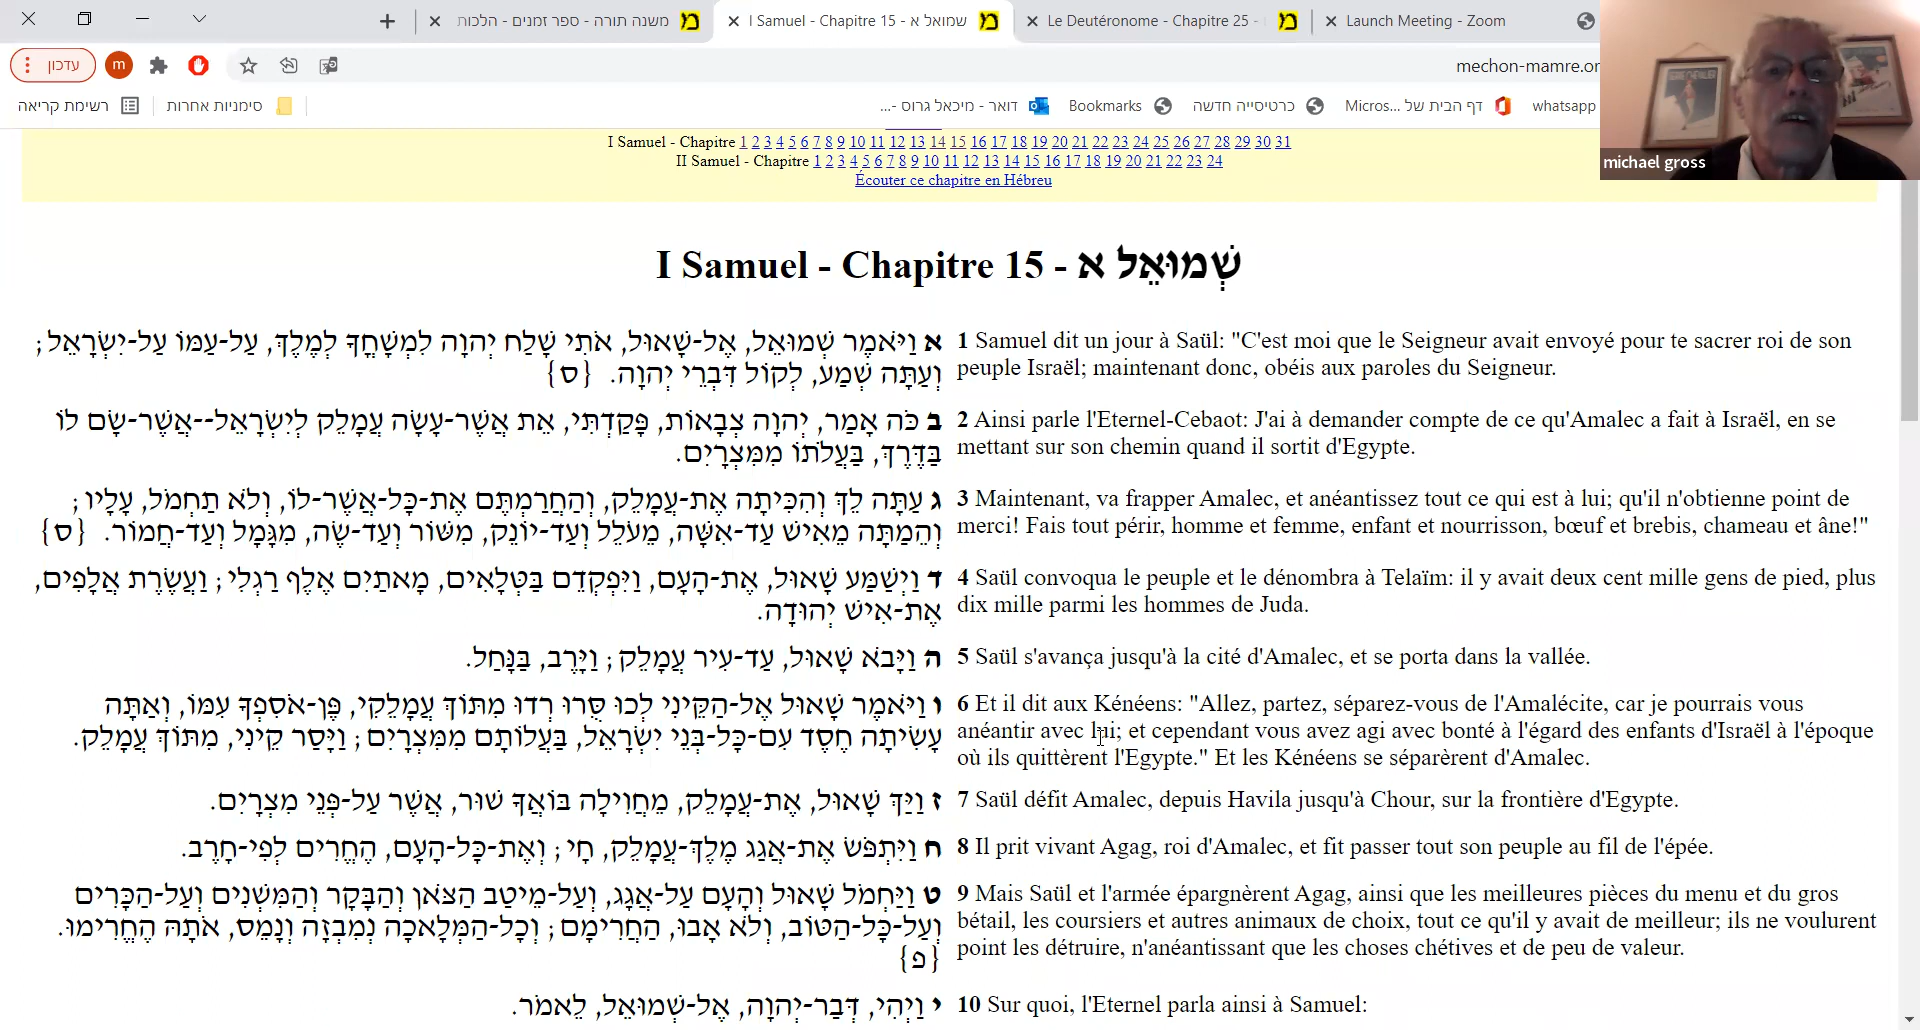 משנה תורה - ספר זמנים - הלכות
I Samuel - Chapitre 15 - שמואל א
Le Deutéronome - Chapitre 25 -
Launch Meeting - Zoom
עדכון
m
mechon-mamre.or
רשימת קריאה
סימניות אחרות
דואר - מיכאל גרוס -...
Bookmarks
כרטיסייה חדשה
דף הבית של Micros...
whatsapp
michael gross
I Samuel - Chapitre 1 2 3 4 5 6 7 8 9 10 11 12 13 14 15 16 17 18 19 20 21 22 23 24 25 26 27 28 29 30 31
II Samuel - Chapitre 1 2 3 4 5 6 7 8 9 10 11 12 13 14 15 16 17 18 19 20 21 22 23 24
Écouter ce chapitre en Hébreu
I Samuel - Chapitre 15 - שְׁמוּאֵל א
א וַיֹּאמֶר שְׁמוּאֵל, אֶל-שָׁאוּל, אֹתִי שָׁלַח יְהוָה לִמְשָׁחֳךָ לְמֶלֶךְ, עַל-עַמּוֹ עַל-יִשְׂרָאֵל;
וְעַתָּה שְׁמַע, לְקוֹל דִּבְרֵי יְהוָה. {ס}
1 Samuel dit un jour à Saül: "C'est moi que le Seigneur avait envoyé pour te sacrer roi de son
peuple Israël; maintenant donc, obéis aux paroles du Seigneur.
ב כֹּה אָמַר, יְהוָה צְבָאוֹת, פָּקַדְתִּי, אֵת אֲשֶׁר-עָשָׂה עֲמָלֵק לְיִשְׂרָאֵל--אֲשֶׁר-שָׂם לוֹ
בַּדֶּרֶךְ, בַּעֲלֹתוֹ מִמִּצְרָיִם.
2 Ainsi parle l'Eternel-Cebaot: J'ai à demander compte de ce qu'Amalec a fait à Israël, en se
mettant sur son chemin quand il sortit d'Egypte.
ג עַתָּה לֵךְ וְהִכִּיתָה אֶת-עֲמָלֵק, וְהַחֲרַמְתֶּם אֶת-כָּל-אֲשֶׁר-לוֹ, וְלֹא תַחְמֹל, עָלָיו;
וְהֵמַתָּה מֵאִישׁ עַד-אִשָּׁה, מֵעֹלֵל וְעַד-יוֹנֵק, מִשּׁוֹר וְעַד-שֶׂה, מִגָּמָל וְעַד-חֲמוֹר. {ס}
3 Maintenant, va frapper Amalec, et anéantissez tout ce qui est à lui; qu'il n'obtienne point de
merci! Fais tout périr, homme et femme, enfant et nourrisson, bœuf et brebis, chameau et âne!"
ד וַיְשַׁמַּע שָׁאוּל, אֶת-הָעָם, וַיִּפְקְדֵם בַּטְּלָאִים, מָאתַיִם אֶלֶף רַגְלִי; וַעֲשֶׂרֶת אֲלָפִים,
אֶת-אִישׁ יְהוּדָה.
4 Saül convoqua le peuple et le dénombra à Telaïm: il y avait deux cent mille gens de pied, plus
dix mille parmi les hommes de Juda.
ה וַיָּבֹא שָׁאוּל, עַד-עִיר עֲמָלֵק; וַיָּרֶב, בַּנָּחַל.
5 Saül s'avança jusqu'à la cité d'Amalec, et se porta dans la vallée.
ו וַיֹּאמֶר שָׁאוּל אֶל-הַקֵּינִי לְכוּ סֻּרוּ רְדוּ מִתּוֹךְ עֲמָלֵקִי, פֶּן-אֹסִפְךָ עִמּוֹ, וְאַתָּה
עָשִׂיתָה חֶסֶד עִם-כָּל-בְּנֵי יִשְׂרָאֵל, בַּעֲלוֹתָם מִמִּצְרָיִם; וַיָּסַר קֵינִי, מִתּוֹךְ עֲמָלֵק.
6 Et il dit aux Kénéens: "Allez, partez, séparez-vous de l'Amalécite, car je pourrais vous
anéantir avec lui; et cependant vous avez agi avec bonté à l'égard des enfants d'Israël à l'époque
où ils quittèrent l'Egypte." Et les Kénéens se séparèrent d'Amalec.
ז וַיַּךְ שָׁאוּל, אֶת-עֲמָלֵק, מֵחֲוִילָה בּוֹאֲךָ שׁוּר, אֲשֶׁר עַל-פְּנֵי מִצְרָיִם.
7 Saül défit Amalec, depuis Havila jusqu'à Chour, sur la frontière d'Egypte.
ח וַיִּתְפֹּשׂ אֶת-אֲגַג מֶלֶךְ-עֲמָלֵק, חָי; וְאֶת-כָּל-הָעָם, הֶחֱרִים לְפִי-חָרֶב.
8 Il prit vivant Agag, roi d'Amalec, et fit passer tout son peuple au fil de l'épée.
ט וַיַּחְמֹל שָׁאוּל וְהָעָם עַל-אֲגָג, וְעַל-מֵיטַב הַצֹּאן וְהַבָּקָר וְהַמִּשְׁנִים וְעַל-הַכָּרִים
וְעַל-כָּל-הַטּוֹב, וְלֹא אָבוּ, הַחֲרִימָם; וְכָל-הַמְּלָאכָה נְמִבְזָה וְנָמֵס, אֹתָהּ הֶחֱרִימוּ.
{פ}
9 Mais Saül et l'armée épargnèrent Agag, ainsi que les meilleures pièces du menu et du gros
bétail, les coursiers et autres animaux de choix, tout ce qu'il y avait de meilleur; ils ne voulurent
point les détruire, n'anéantissant que les choses chétives et de peu de valeur.
י וַיְהִי, דְּבַר-יְהוָה, אֶל-שְׁמוּאֵל, לֵאמֹר.
10 Sur quoi, l'Eternel parla ainsi à Samuel: